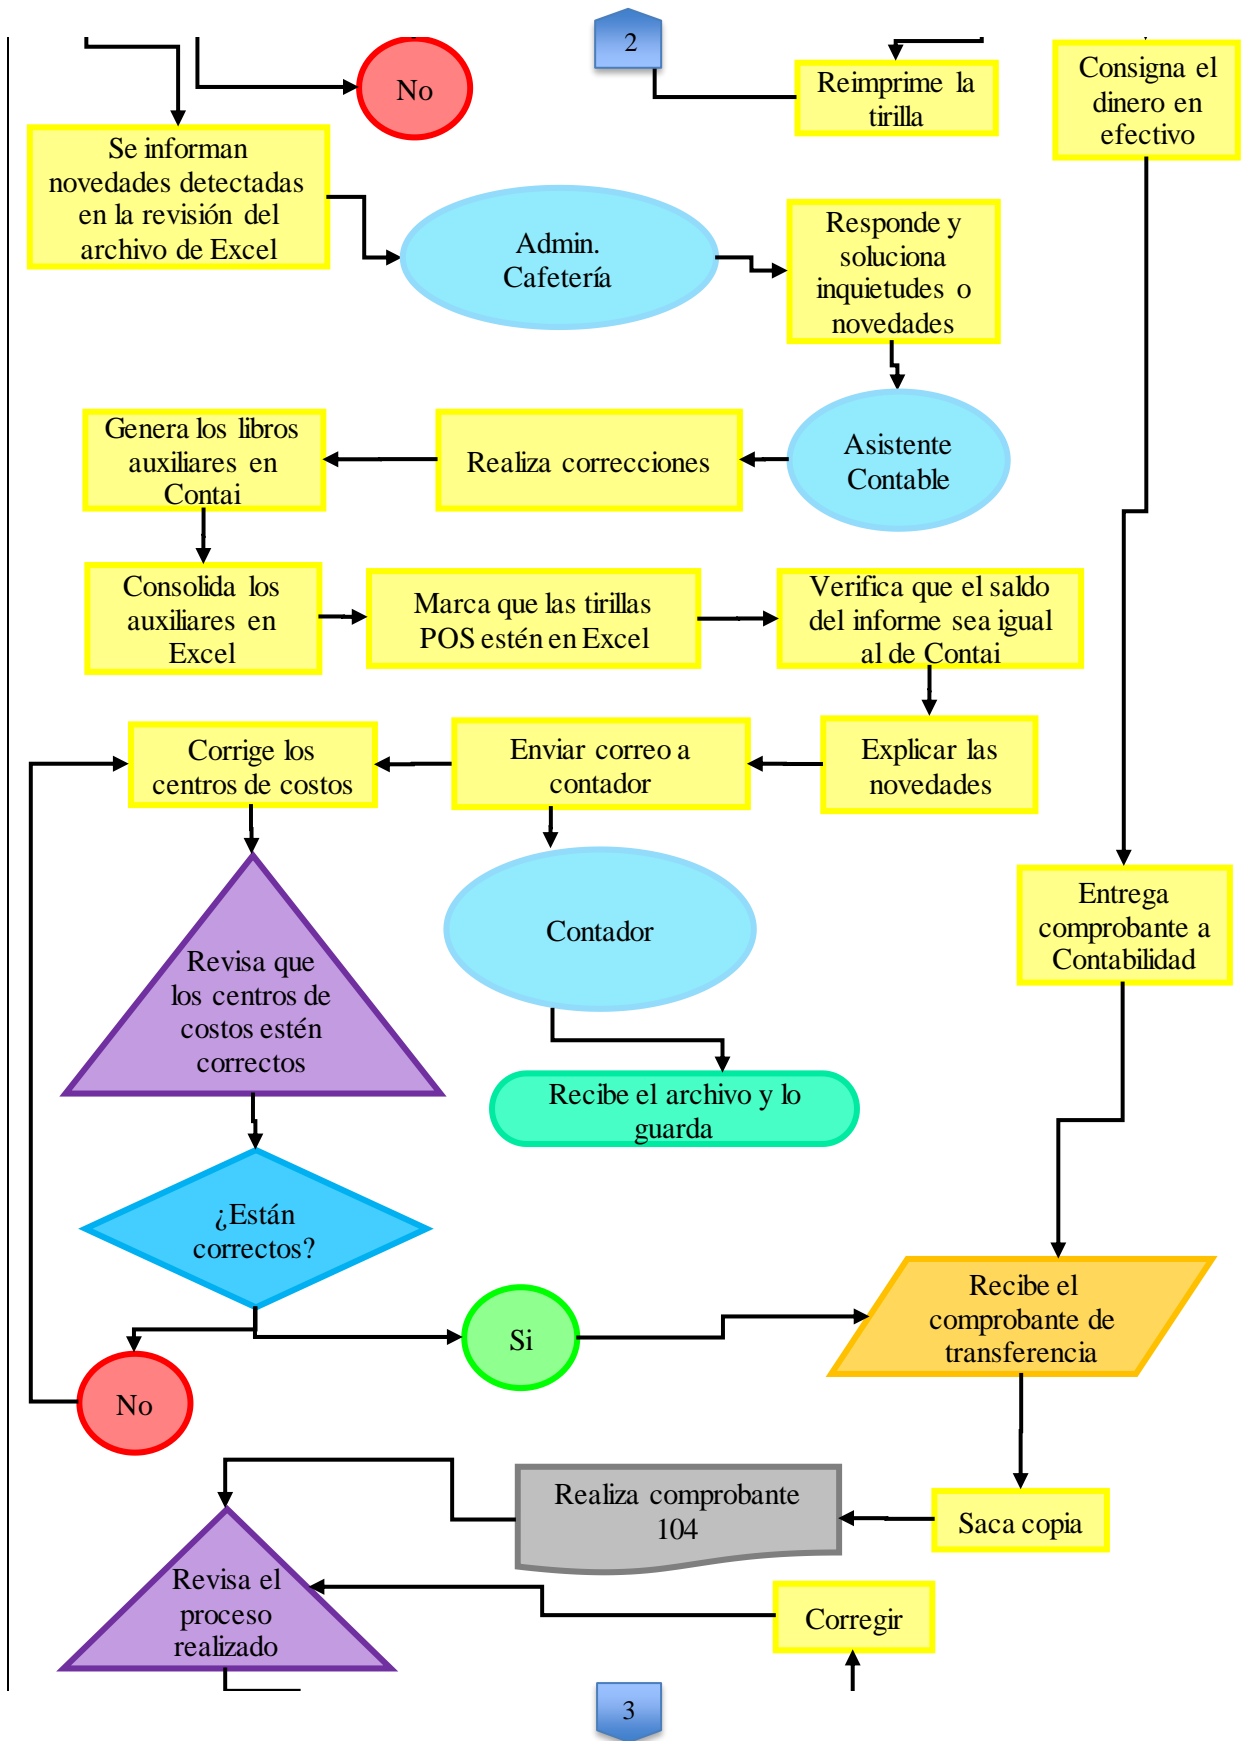 2
No
Reimprime la
tirilla
Consigna el
dinero en
efectivo
Se informan
novedades detectadas
en la revisión del
archivo de Excel
Admin.
Cafetería
Responde y
soluciona
inquietudes o
novedades
Genera los libros
auxiliares en
Contai
Realiza correcciones
Asistente
Contable
Consolida los
auxiliares en
Excel
Marca que las tirillas
POS estén en Excel
Verifica que el saldo
del informe sea igual
al de Contai
Corrige los
centros de costos
Enviar correo a
contador
Explicar las
novedades
Revisa que
los centros de
costos estén
correctos
Contador
Entrega
comprobante a
Contabilidad
Recibe el archivo y lo
guarda
¿Están
correctos?
Si
Recibe el
comprobante de
transferencia
No
Realiza comprobante
104
Saca copia
Revisa el
proceso
realizado
Corregir
3